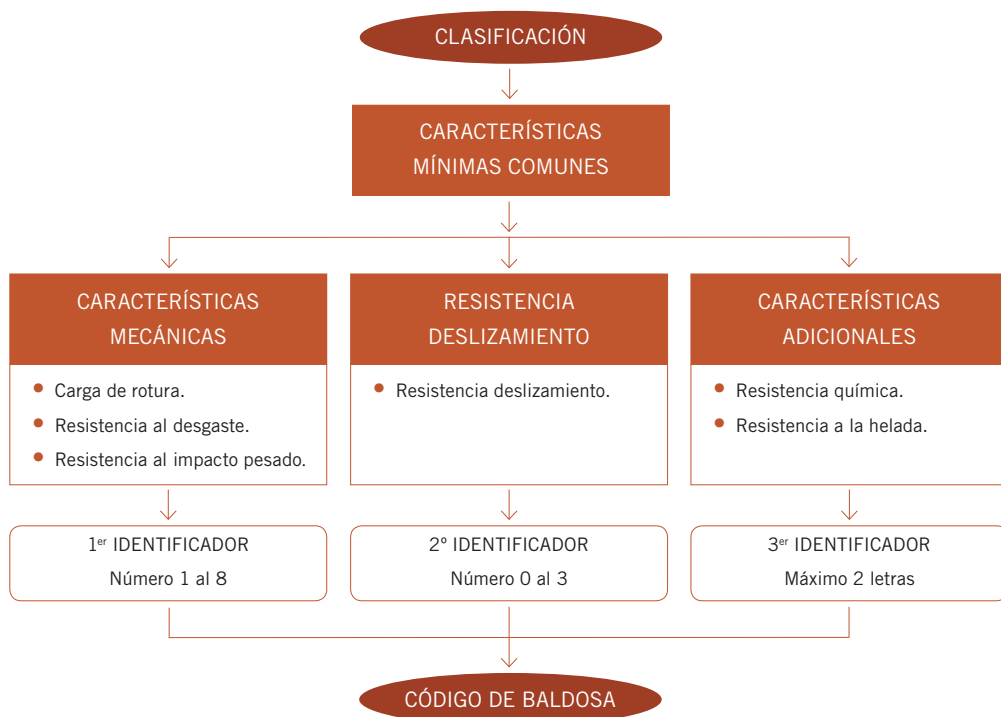 CLASIFICACIÓN
CARACTERÍSTICAS
MÍNIMAS COMUNES
CARACTERÍSTICAS
MECÁNICAS
Carga de rotura.
Resistencia al desgaste.
Resistencia al impacto pesado.
1er IDENTIFICADOR
Número 1 al 8
RESISTENCIA
DESLIZAMIENTO
Resistencia deslizamiento.
2º IDENTIFICADOR
Número 0 al 3
CARACTERÍSTICAS
ADICIONALES
Resistencia química.
Resistencia a la helada.
3er IDENTIFICADOR
Máximo 2 letras
CÓDIGO DE BALDOSA